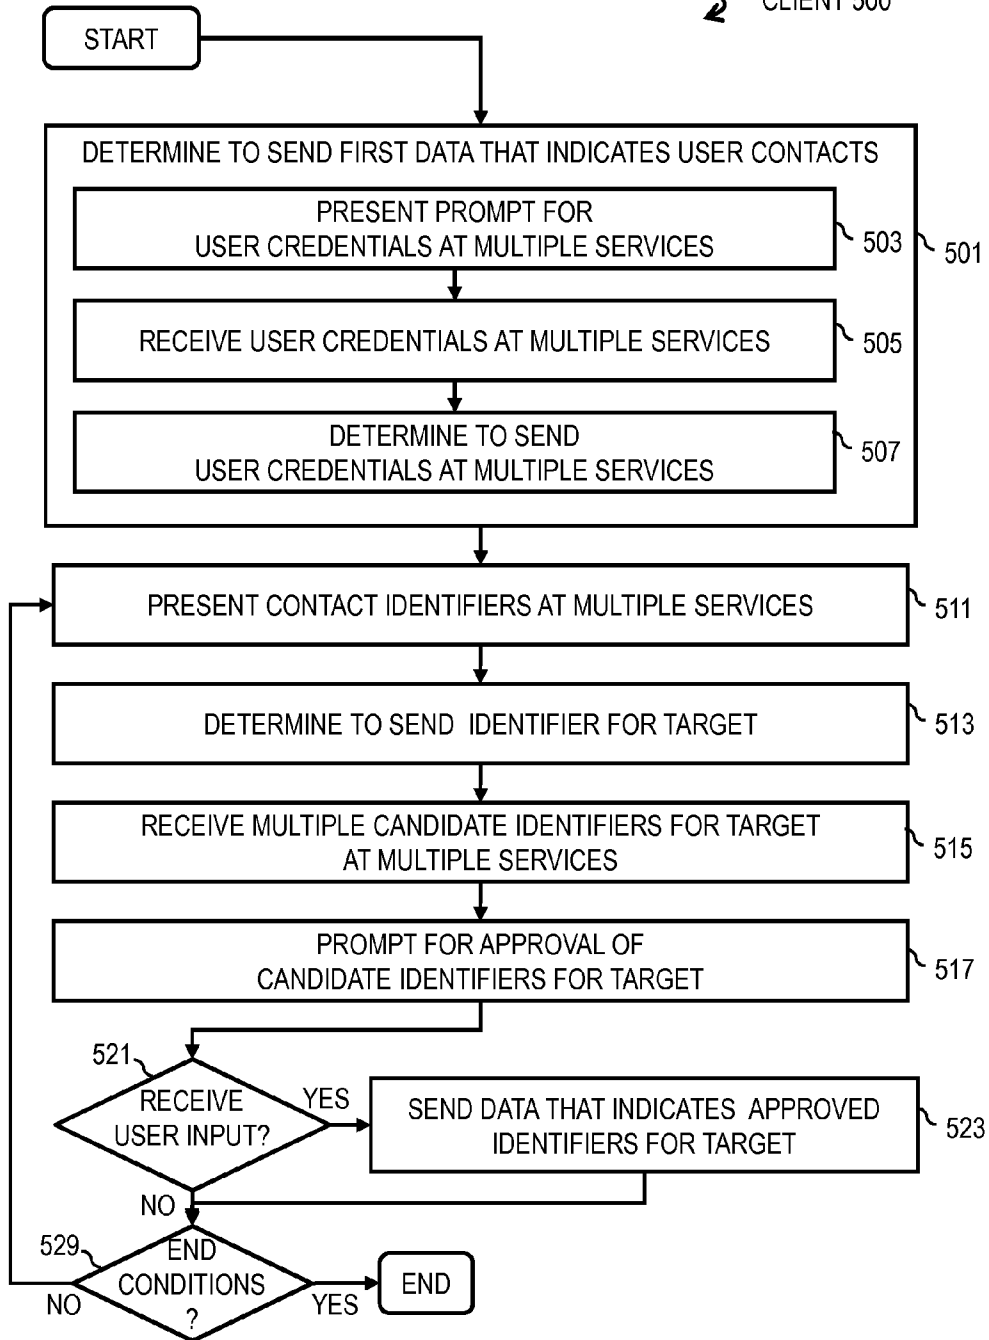 CLIENT 500
START
DETERMINE TO SEND FIRST DATA THAT INDICATES USER CONTACTS
PRESENT PROMPT FOR
USER CREDENTIALS AT MULTIPLE SERVICES
503
501
RECEIVE USER CREDENTIALS AT MULTIPLE SERVICES
505
DETERMINE TO SEND
USER CREDENTIALS AT MULTIPLE SERVICES
507
PRESENT CONTACT IDENTIFIERS AT MULTIPLE SERVICES
511
DETERMINE TO SEND IDENTIFIER FOR TARGET
513
RECEIVE MULTIPLE CANDIDATE IDENTIFIERS FOR TARGET
AT MULTIPLE SERVICES
515
PROMPT FOR APPROVAL OF
CANDIDATE IDENTIFIERS FOR TARGET
517
521
RECEIVE
USER INPUT?
YES
SEND DATA THAT INDICATES APPROVED
IDENTIFIERS FOR TARGET
523
NO
529
END
CONDITIONS
?
NO
YES
END